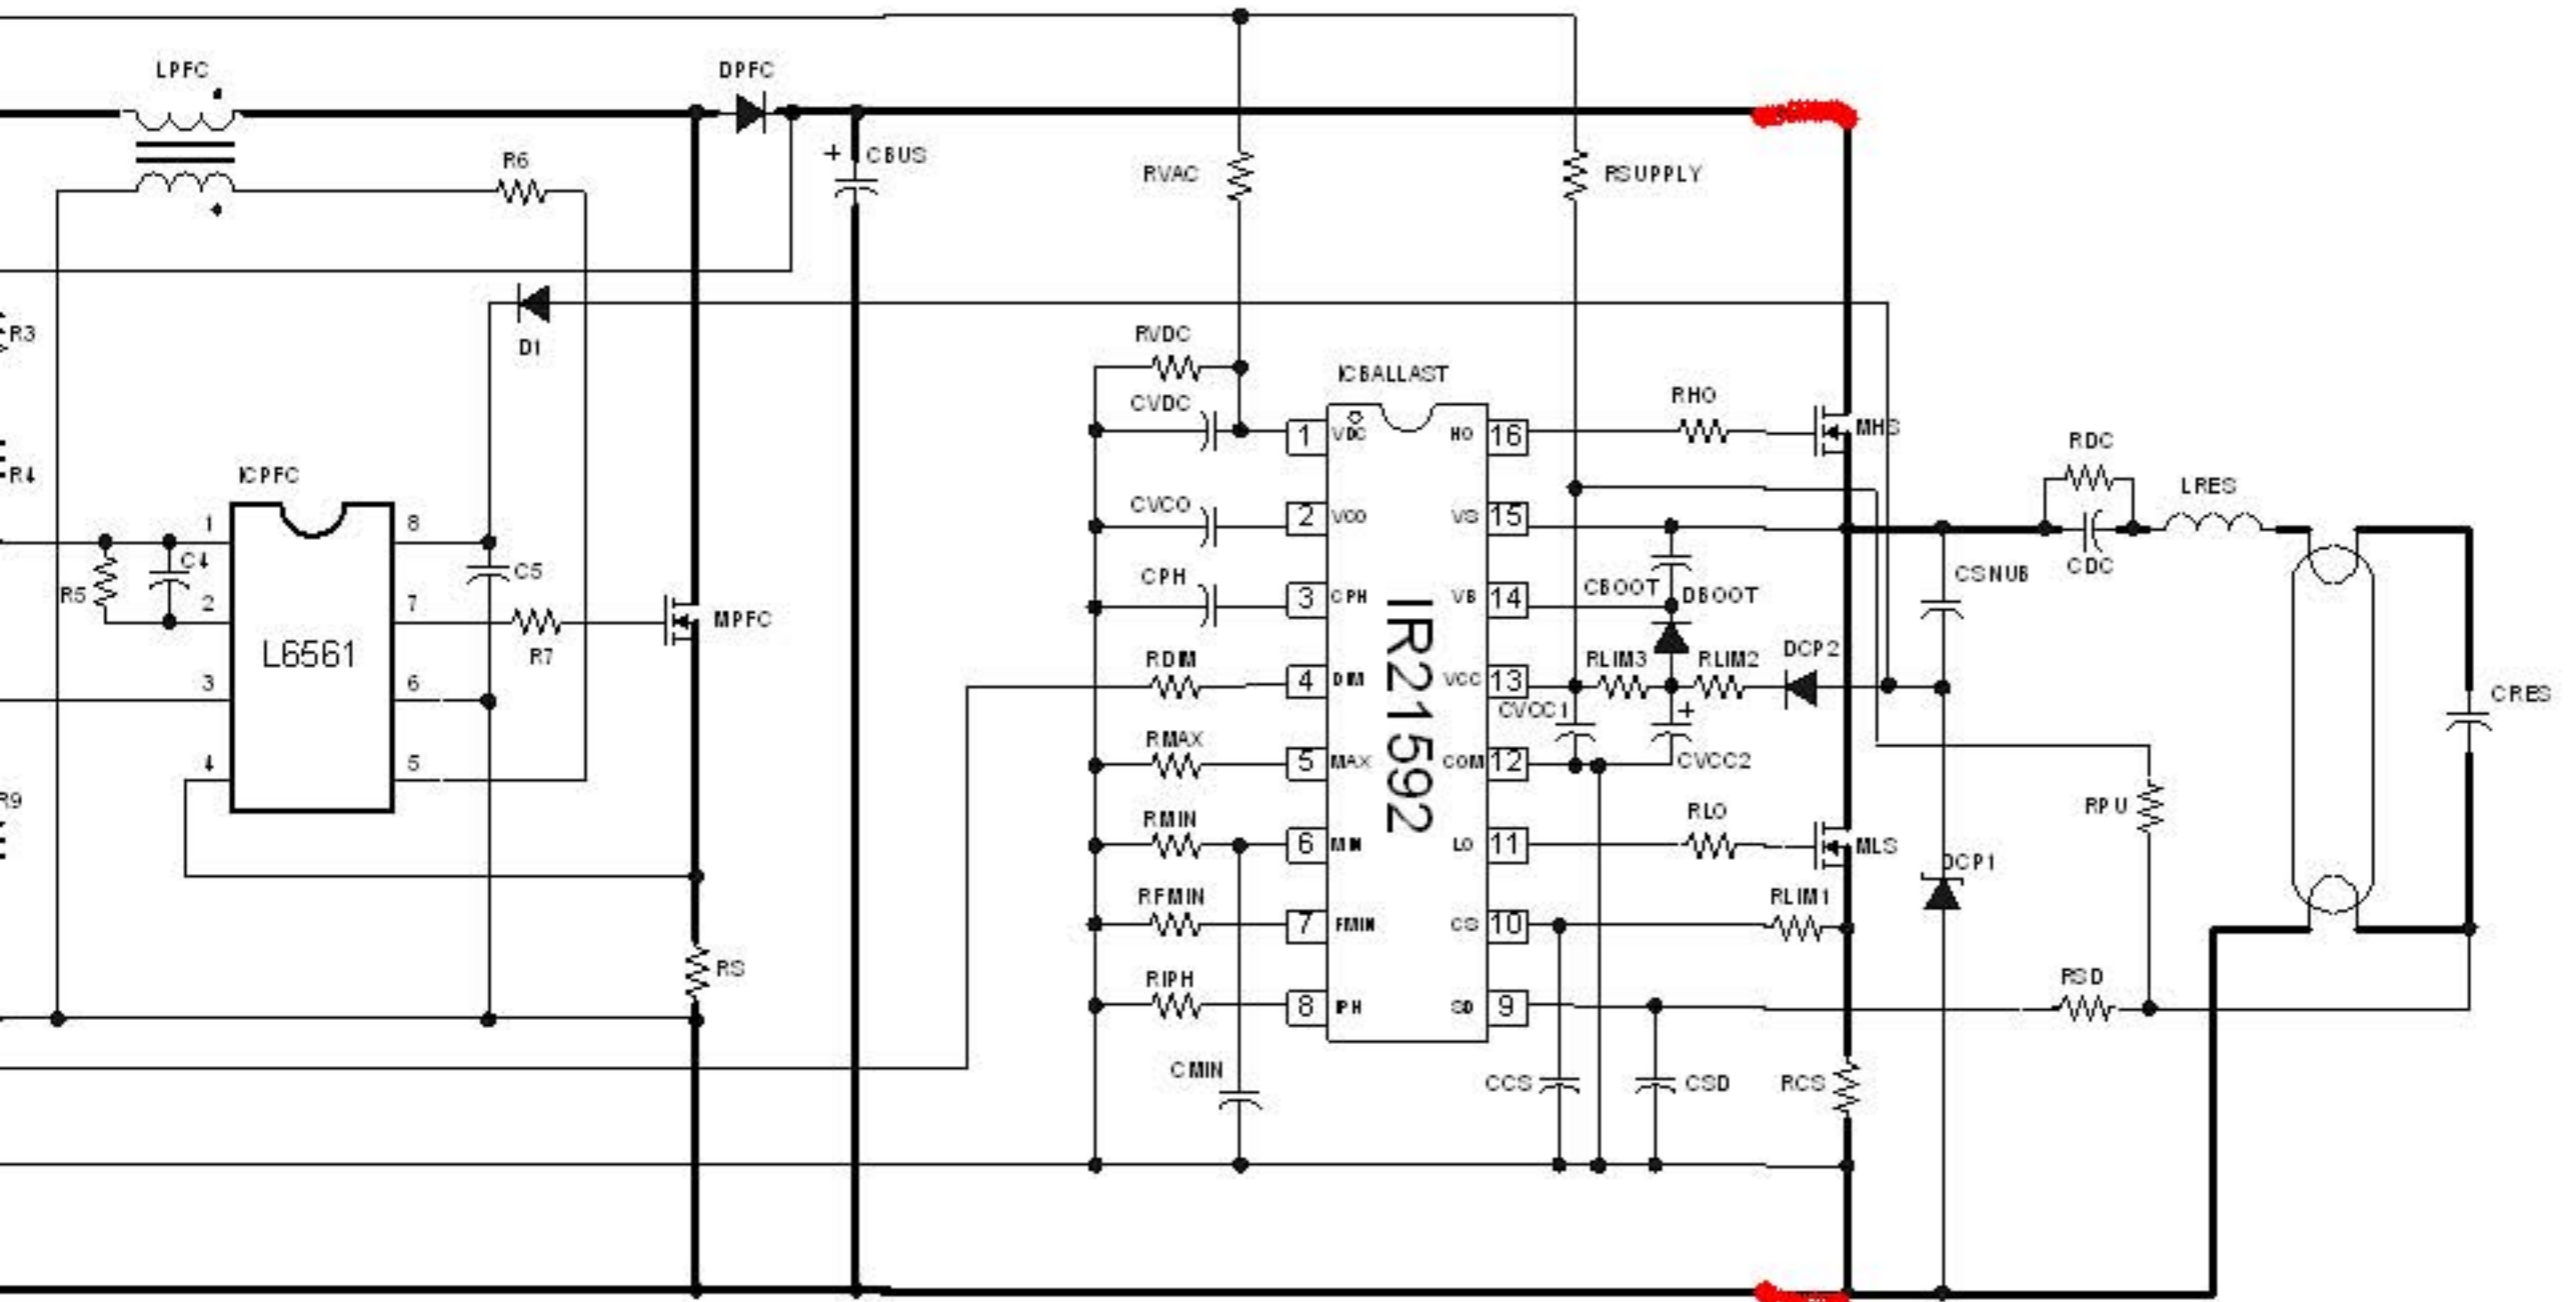 LPFC
DPFC
+ CBUS
R6
RVAC
RSUPPLY
R3
D1
RVDC
CVDC
ICBALLAST
RHO
1 VDC
HO 16
MHS
R4
ICPFC
RDC
LRES
CVCO
2 VCO
VS 15
1
8
C4
C5
R5
CDC
CSNUB
CPH
3 CPH
VB 14
CBOOT
DBOOT
2
7
MPFC
L6561
R7
IR21592
RDIM
4 DIM
VCC 13
RLIM3
RLIM2
DCP2
3
6
CVCC1
+
CRES
RMAX
5 MAX
COM 12
CVCC2
4
5
R9
RMIN
6 MIN
LO 11
RLO
MLS
RPU
DCP1
RFMIN
7 FMIN
CS 10
RLIM1
RS
RIPH
8 IPH
SD 9
RSD
CMIN
CCS
CSD
RCS